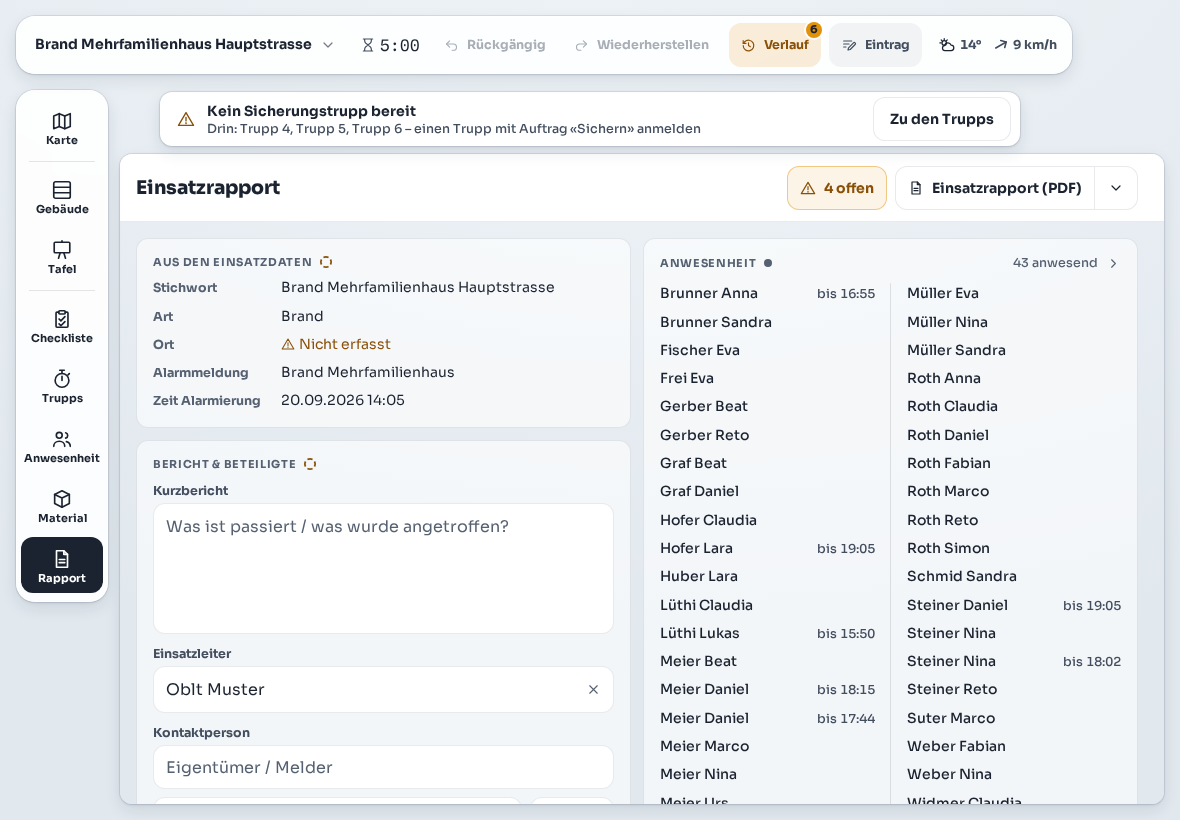 Brand Mehrfamilienhaus Hauptstrasse
5:00
Rückgängig
Wiederherstellen
Verlauf
6
Eintrag
14°
9 km/h
Karte
Gebäude
Tafel
Checkliste
Trupps
Anwesenheit
Material
Rapport
Kein Sicherungstrupp bereit
Drin: Trupp 4, Trupp 5, Trupp 6 – einen Trupp mit Auftrag «Sichern» anmelden
Zu den Trupps
Einsatzrapport
4 offen
Einsatzrapport (PDF)
AUS DEN EINSATZDATEN
Stichwort Brand Mehrfamilienhaus Hauptstrasse
Art Brand
Ort Nicht erfasst
Alarmmeldung Brand Mehrfamilienhaus
Zeit Alarmierung 20.09.2026 14:05
BERICHT & BETEILIGTE
Kurzbericht
Was ist passiert / was wurde angetroffen?
Einsatzleiter
Oblt Muster
Kontaktperson
Eigentümer / Melder
ANWESENHEIT
43 anwesend
Brunner Anna bis 16:55
Brunner Sandra
Fischer Eva
Frei Eva
Gerber Beat
Gerber Reto
Graf Beat
Graf Daniel
Hofer Claudia
Hofer Lara bis 19:05
Huber Lara
Lüthi Claudia
Lüthi Lukas bis 15:50
Meier Beat
Meier Daniel bis 18:15
Meier Daniel bis 17:44
Meier Marco
Meier Nina
Meier Urs
Müller Eva
Müller Nina
Müller Sandra
Roth Anna
Roth Claudia
Roth Daniel
Roth Fabian
Roth Marco
Roth Reto
Roth Simon
Schmid Sandra
Steiner Daniel bis 19:05
Steiner Nina
Steiner Nina bis 18:02
Steiner Reto
Suter Marco
Weber Fabian
Weber Nina
Widmer Claudia